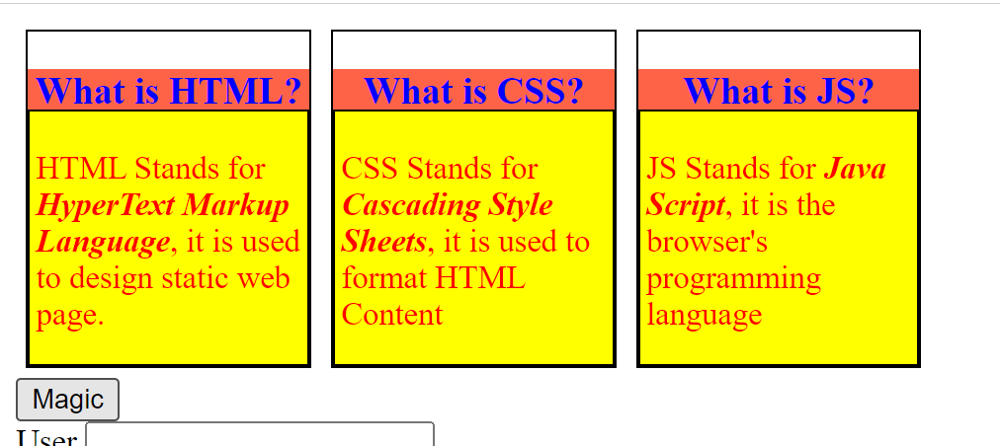 What is HTML?
HTML Stands for
HyperText Markup
Language, it is used
to design static web
page.
What is CSS?
CSS Stands for
Cascading Style
Sheets, it is used to
format HTML
Content
What is JS?
JS Stands for Java
Script, it is the
browser's
programming
language
Magic
User